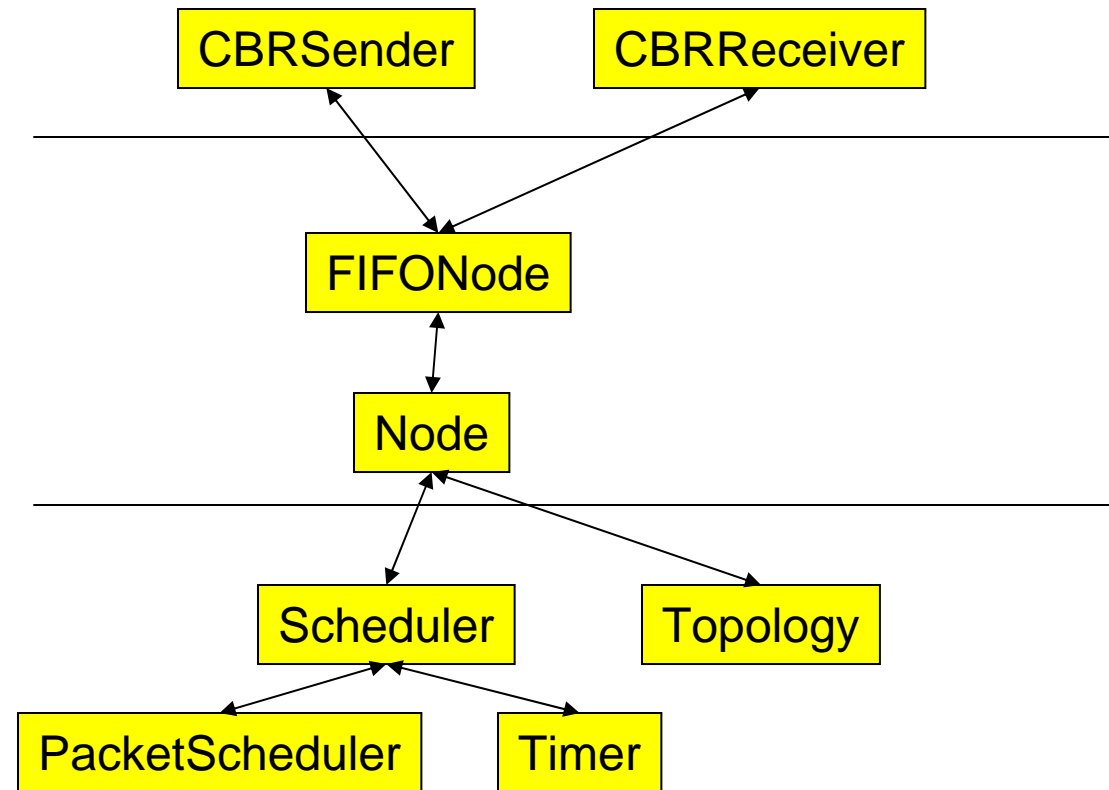 CBRSender
CBRReceiver
FIFONode
Node
Scheduler
Topology
PacketScheduler
Timer